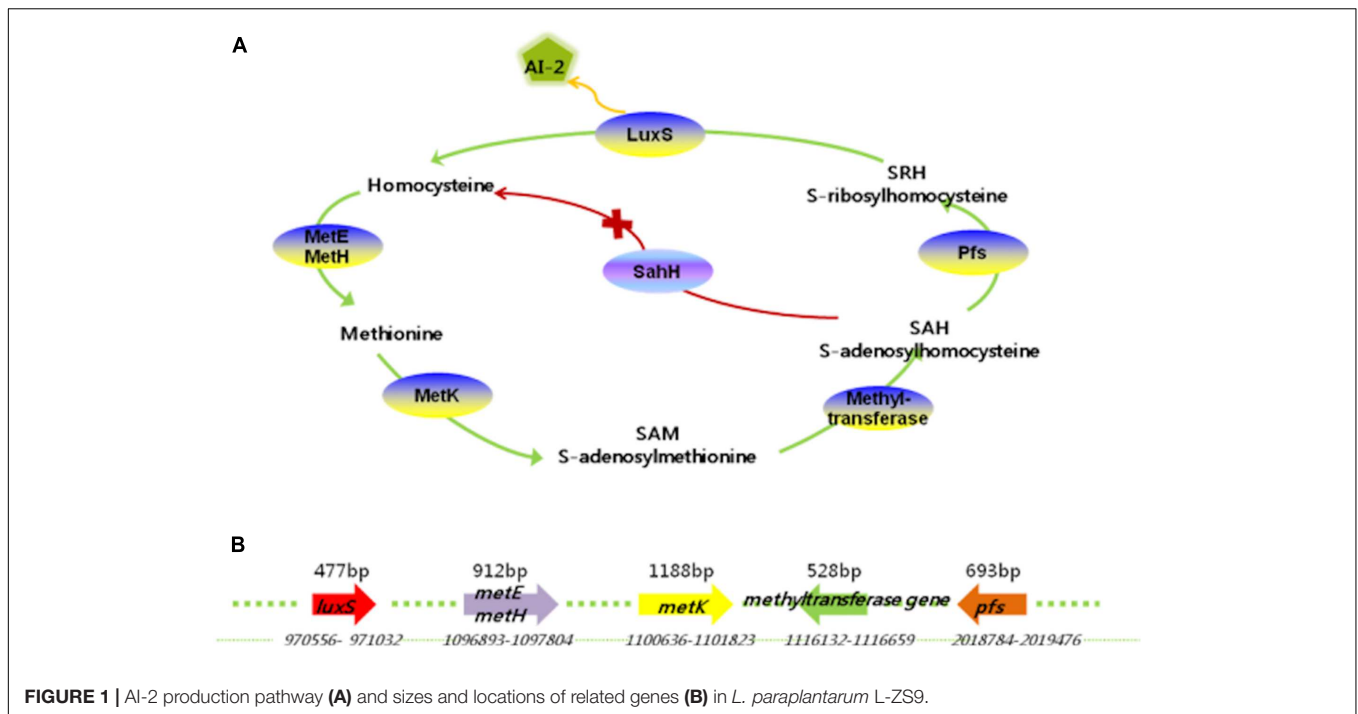 A
AI-2
LuxS
SRH
S-ribosylhomocysteine
Homocysteine
MetE
MetH
Pfs
SahH
Methionine
SAH
S-adenosylhomocysteine
MetK
Methyl-
transferase
SAM
S-adenosylmethionine
B
477bp 912bp 1188bp 528bp 693bp
luxS metE metH metK methyltransferase gene pfs
970556- 971032 1096893-1097804 1100636-1101823 1116132-1116659 2018784-2019476
FIGURE 1 | AI-2 production pathway (A) and sizes and locations of related genes (B) in L. paraplantarum L-ZS9.